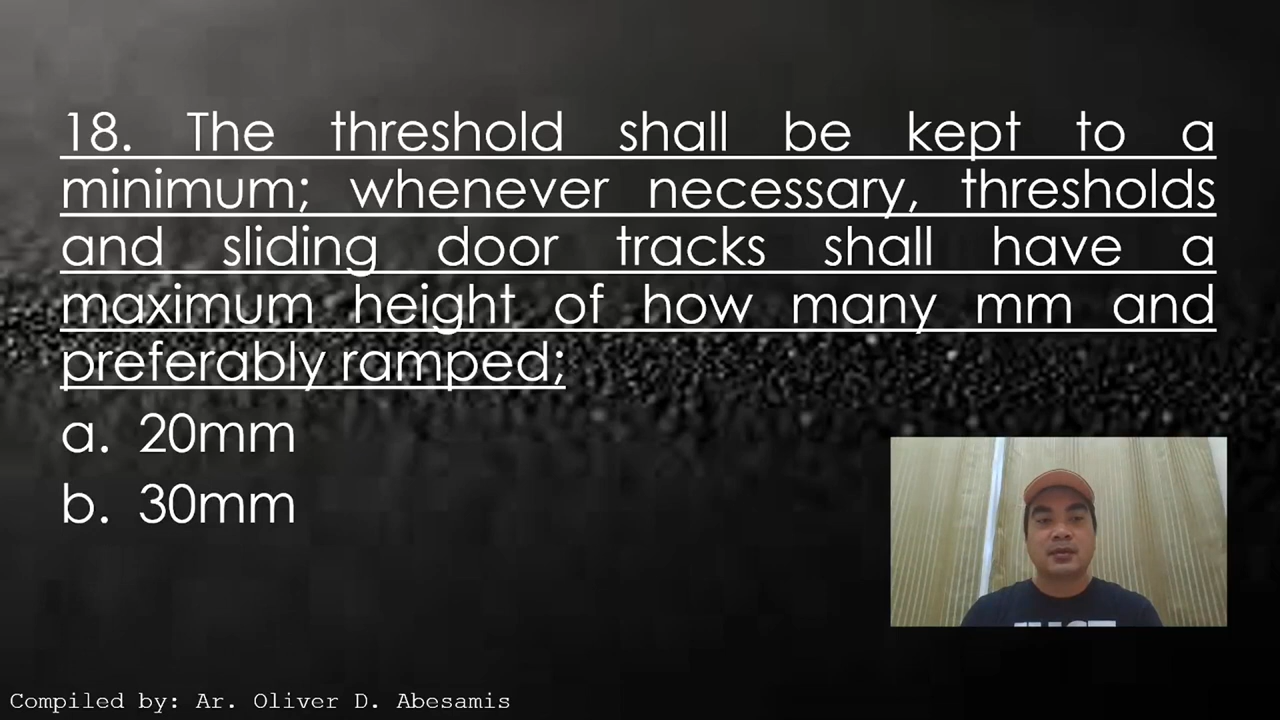 18. The threshold shall be kept to a
minimum; whenever necessary, thresholds
and sliding door tracks shall have a
maximum height of how many mm and
preferably ramped;
a. 20mm
b. 30mm
Compiled by: Ar. Oliver D. Abesamis